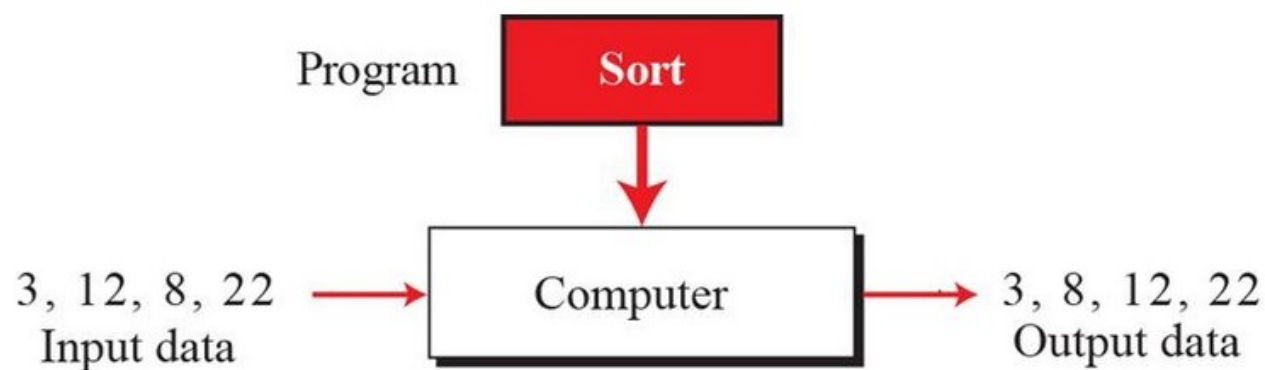 Program
Sort
Computer
3, 12, 8, 22
Input data
3, 8, 12, 22
Output data